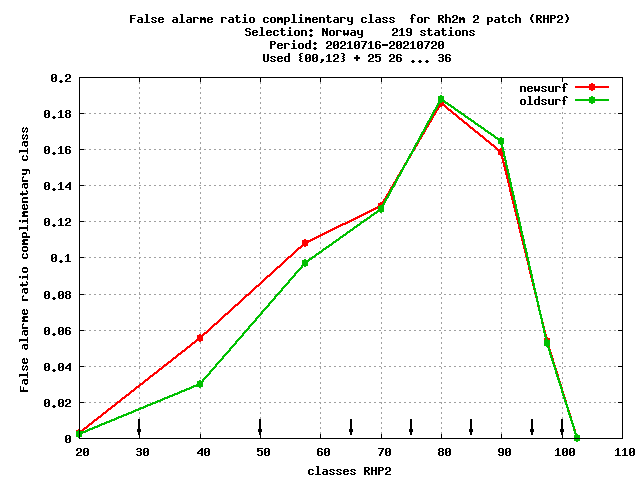 False alarme ratio complimentary class  for Rh2m 2 patch (RHP2)
Selection: Norway    219 stations
Period: 20210716-20210720
Used {00,12} + 25 26 ... 36
newsurf
oldsurf
False alarme ratio complimentary class
0.2
0.18
0.16
0.14
0.12
0.1
0.08
0.06
0.04
0.02
0
20 30 40 50 60 70 80 90 100 110
classes RHP2